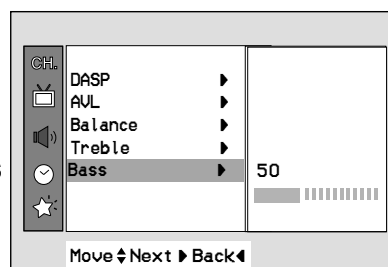 CH.
DASP
AVL
Balance
Treble
Bass
50
Move Next Back